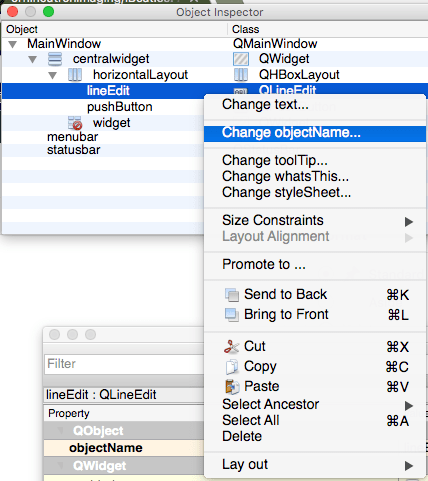 Object Inspector
Object Class
MainWindow QMainWindow
centralwidget QWidget
horizontalLayout QHBoxLayout
lineEdit QLineEdit
pushButton
widget
menubar
statusbar
Change text...
Change objectName...
Change toolTip...
Change whatsThis...
Change styleSheet...
Size Constraints
Layout Alignment
Promote to ...
Send to Back ⌘K
Bring to Front ⌘L
Cut ⌘X
Copy ⌘C
Paste ⌘V
Select Ancestor
Select All ⌘A
Delete
Lay out
Filter
lineEdit : QLineEdit
Property
QObject
objectName
QWidget